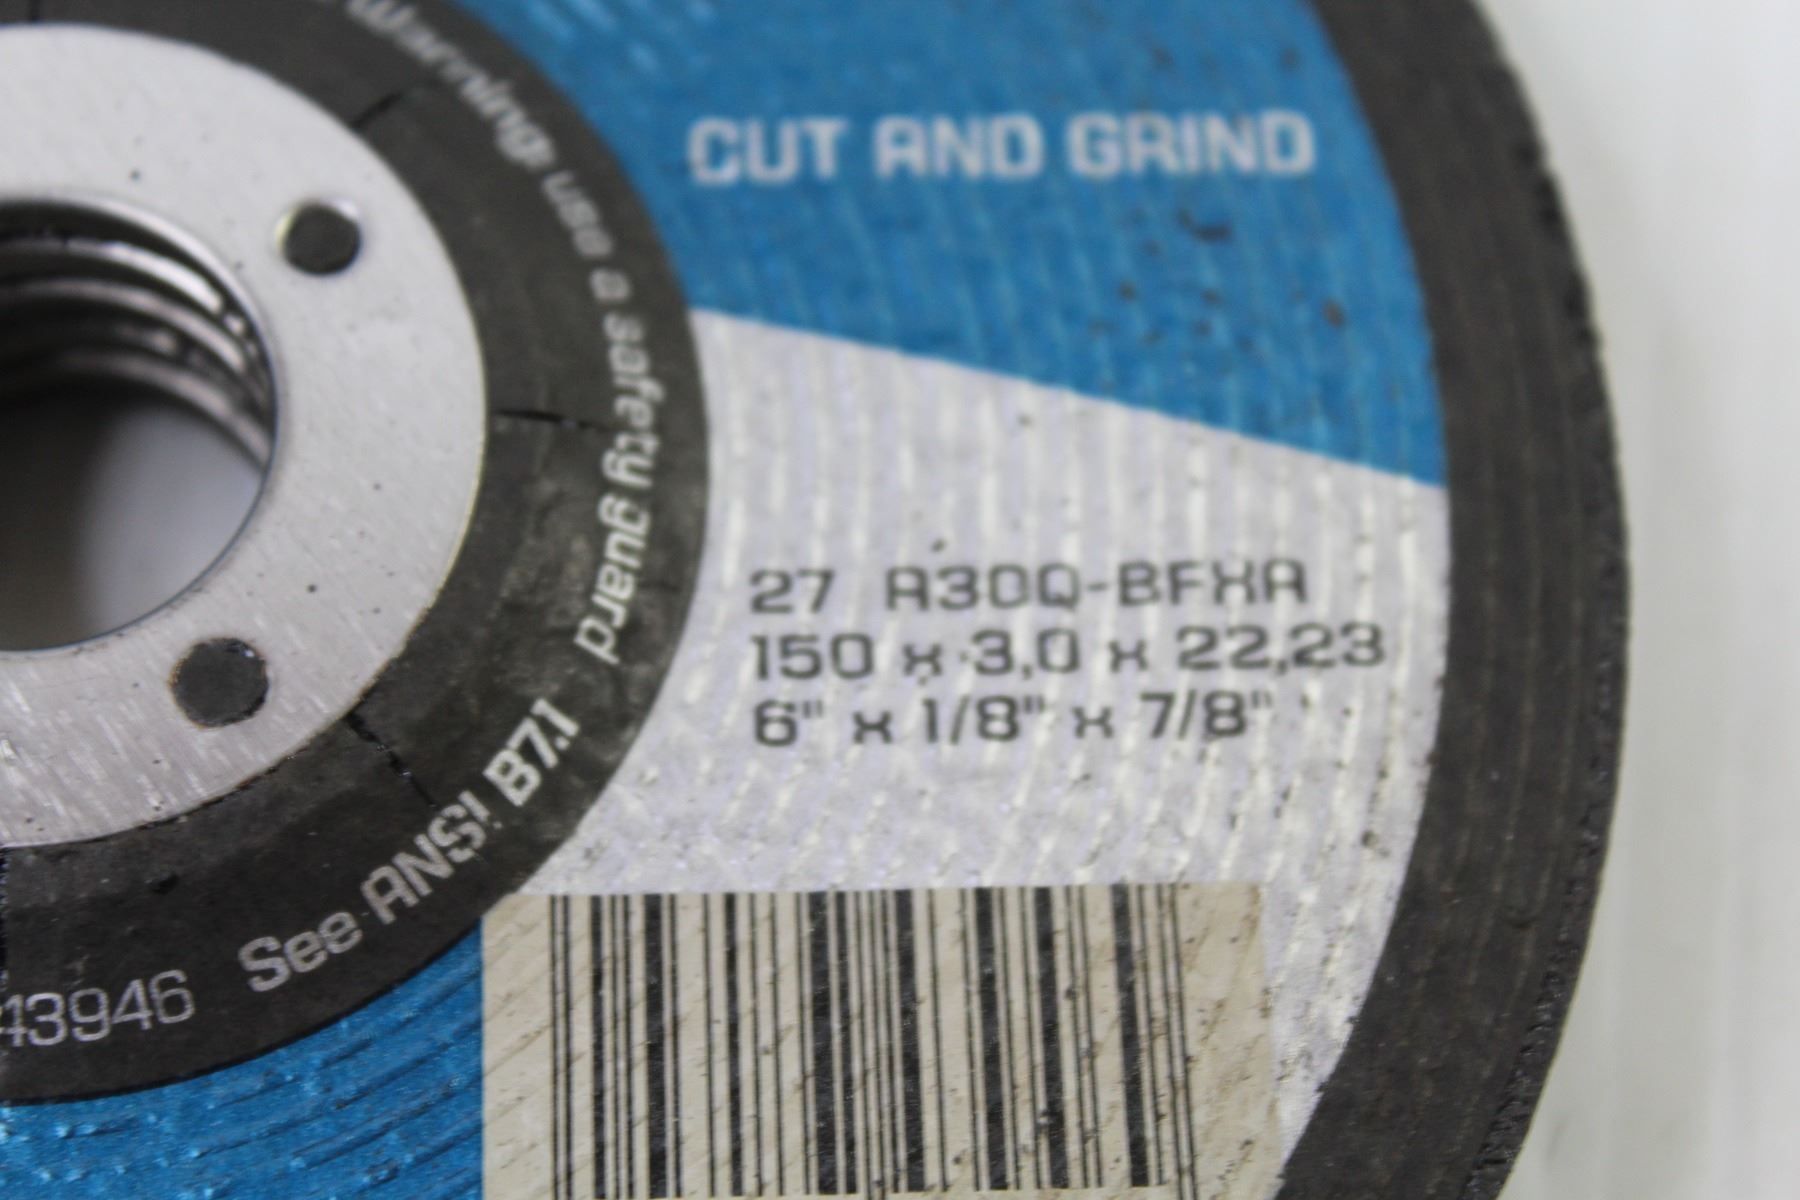 Warning: use a safety guard
CUT AND GRIND
27 A30Q-BFXA
150 x 3,0 x 22,23
6" x 1/8" x 7/8"
See ANSI B7.1
43946